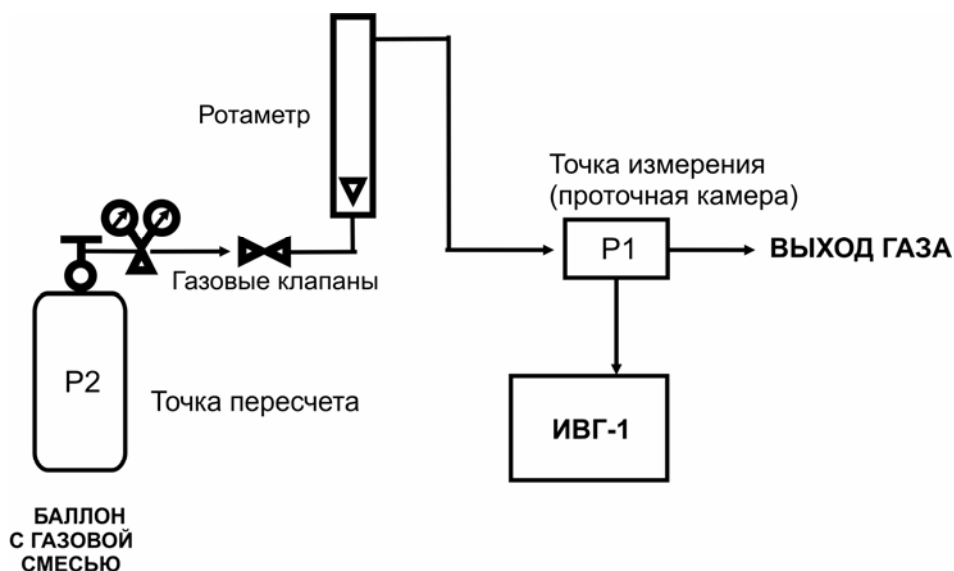 Ротаметр
Точка измерения
(проточная камера)
P1
ВЫХОД ГАЗА
Газовые клапаны
P2
Точка пересчета
ИВГ-1
БАЛЛОН
С ГАЗОВОЙ
СМЕСЬЮ